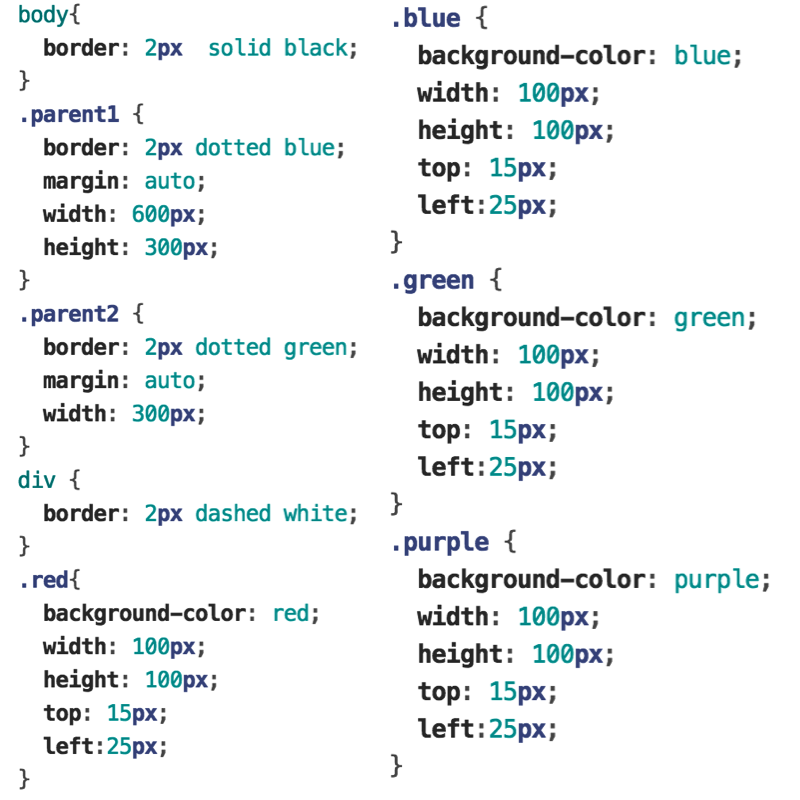 body{
  border: 2px  solid black;
}
.parent1 {
  border: 2px dotted blue;
  margin: auto;
  width: 600px;
  height: 300px;
}
.parent2 {
  border: 2px dotted green;
  margin: auto;
  width: 300px;
}
div {
  border: 2px dashed white;
}
.red{
  background-color: red;
  width: 100px;
  height: 100px;
  top: 15px;
  left:25px;
}
.blue {
  background-color: blue;
  width: 100px;
  height: 100px;
  top: 15px;
  left:25px;
}
.green {
  background-color: green;
  width: 100px;
  height: 100px;
  top: 15px;
  left:25px;
}
.purple {
  background-color: purple;
  width: 100px;
  height: 100px;
  top: 15px;
  left:25px;
}